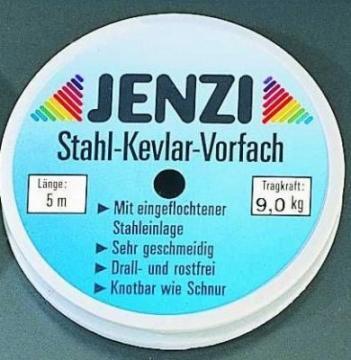 JENZI
Stahl-Kevlar-Vorfach
Länge:
5 m
Tragkraft:
9,0 kg
▶ Mit eingeflochtener
Stahleinlage
▶ Sehr geschmeidig
▶ Drall- und rostfrei
▶ Knotbar wie Schnur